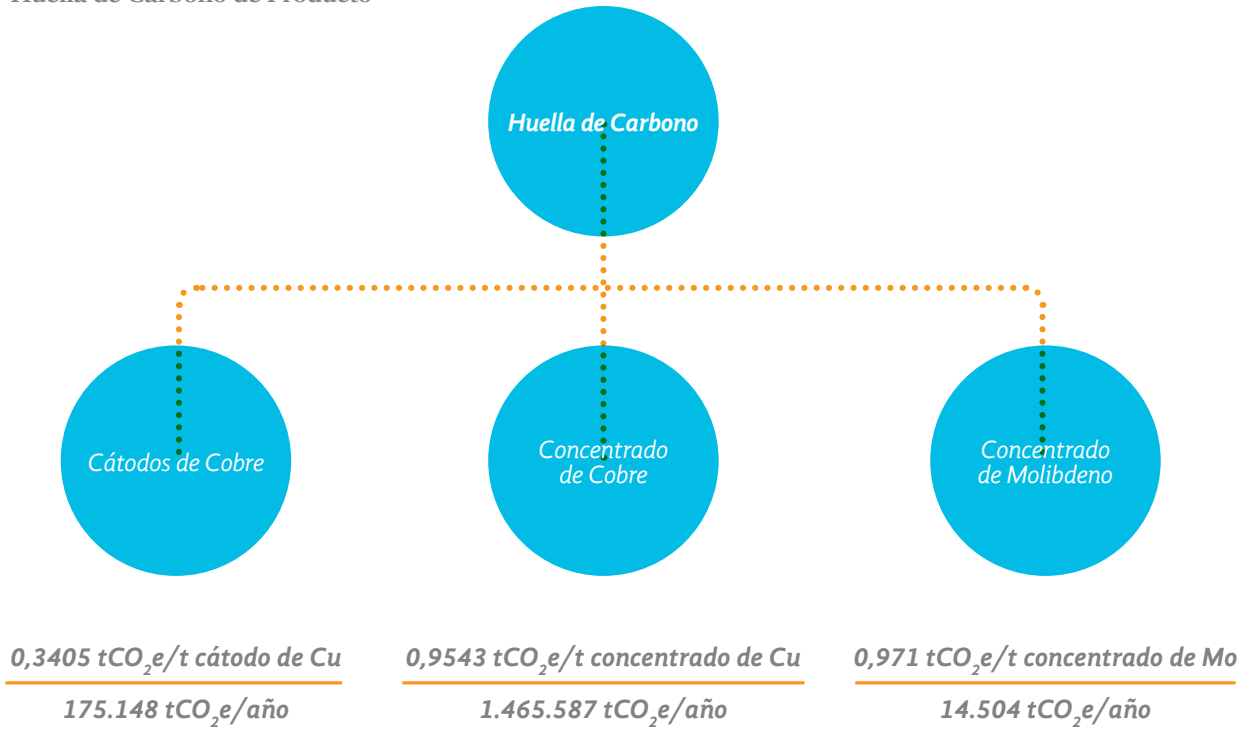 Huella de Carbono de Producto
Huella de Carbono
Cátodos de Cobre
Concentrado
de Cobre
Concentrado
de Molibdeno
0,3405 tCO₂e/t cátodo de Cu
175.148 tCO₂e/año
0,9543 tCO₂e/t concentrado de Cu
1.465.587 tCO₂e/año
0,971 tCO₂e/t concentrado de Mo
14.504 tCO₂e/año